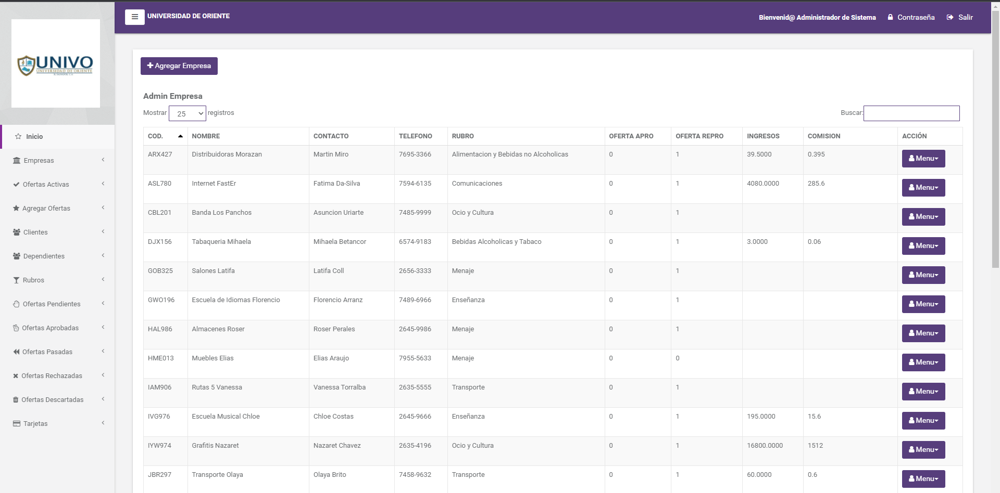 UNIVO
UNIVERSIDAD DE ORIENTE
EL SALVADOR, C.A.
UNIVERSIDAD DE ORIENTE
Bienvenid@ Administrador de Sistema Contraseña Salir
Inicio
Empresas
Ofertas Activas
Agregar Ofertas
Clientes
Dependientes
Rubros
Ofertas Pendientes
Ofertas Aprobadas
Ofertas Pasadas
Ofertas Rechazadas
Ofertas Descartadas
Tarjetas
Agregar Empresa
Admin Empresa
Mostrar 25 registros Buscar:
COD. NOMBRE CONTACTO TELEFONO RUBRO OFERTA APRO OFERTA REPRO INGRESOS COMISION ACCIÓN
ARX427 Distribuidoras Morazan Martin Miro 7695-3366 Alimentacion y Bebidas no Alcoholicas 0 1 39.5000 0.395 Menu
ASL780 Internet FastEr Fatima Da-Silva 7594-6135 Comunicaciones 0 1 4080.0000 285.6 Menu
CBL201 Banda Los Panchos Asuncion Uriarte 7485-9999 Ocio y Cultura 0 1 Menu
DJX156 Tabaqueria Mihaela Mihaela Betancor 6574-9183 Bebidas Alcoholicas y Tabaco 0 1 3.0000 0.06 Menu
GOB325 Salones Latifa Latifa Coll 2656-3333 Menaje 0 1 Menu
GWO196 Escuela de Idiomas Florencio Florencio Arranz 7489-6966 Enseñanza 0 1 Menu
HAL986 Almacenes Roser Roser Perales 2645-9986 Menaje 0 1 Menu
HME013 Muebles Elias Elias Araujo 7955-5633 Menaje 0 0 Menu
IAM906 Rutas 5 Vanessa Vanessa Torralba 2635-5555 Transporte 0 1 Menu
IVG976 Escuela Musical Chloe Chloe Costas 2645-9666 Enseñanza 0 1 195.0000 15.6 Menu
IYW974 Grafitis Nazaret Nazaret Chavez 2635-4196 Ocio y Cultura 0 1 16800.0000 1512 Menu
JBR297 Transporte Olaya Olaya Brito 7458-9632 Transporte 0 1 60.0000 0.6 Menu